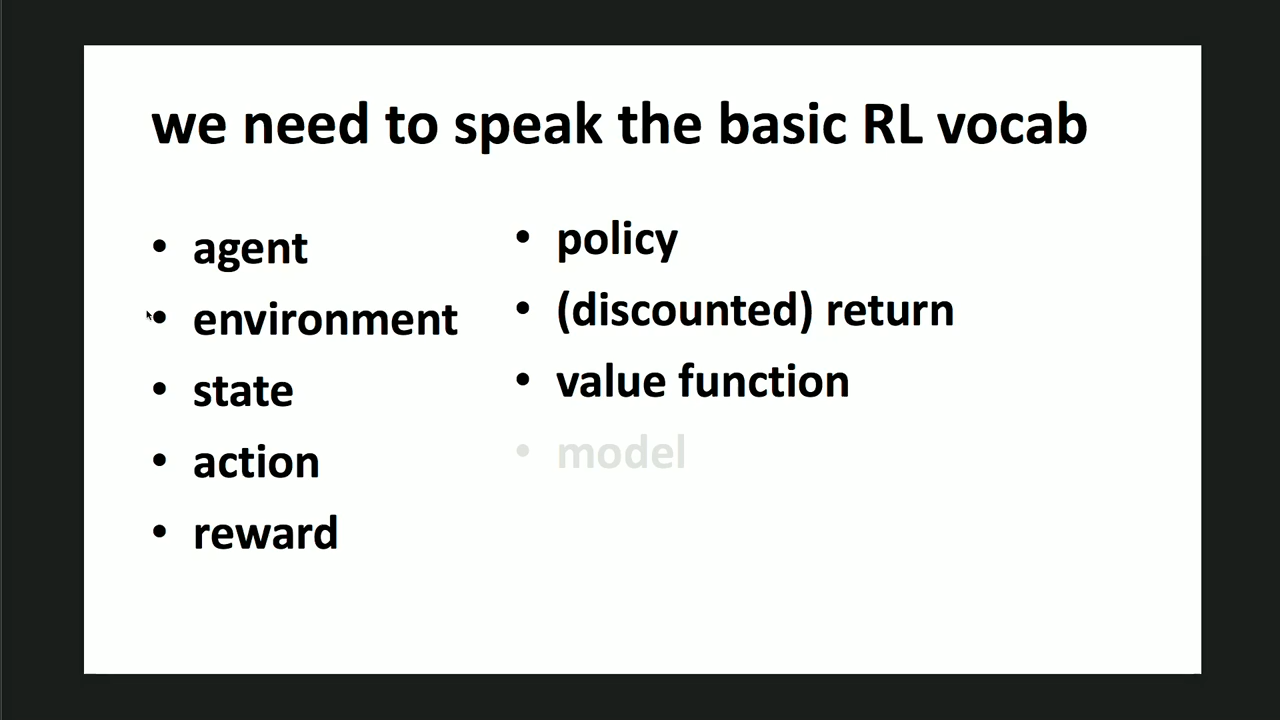 we need to speak the basic RL vocab
• agent
• environment
• state
• action
• reward
• policy
• (discounted) return
• value function
• model